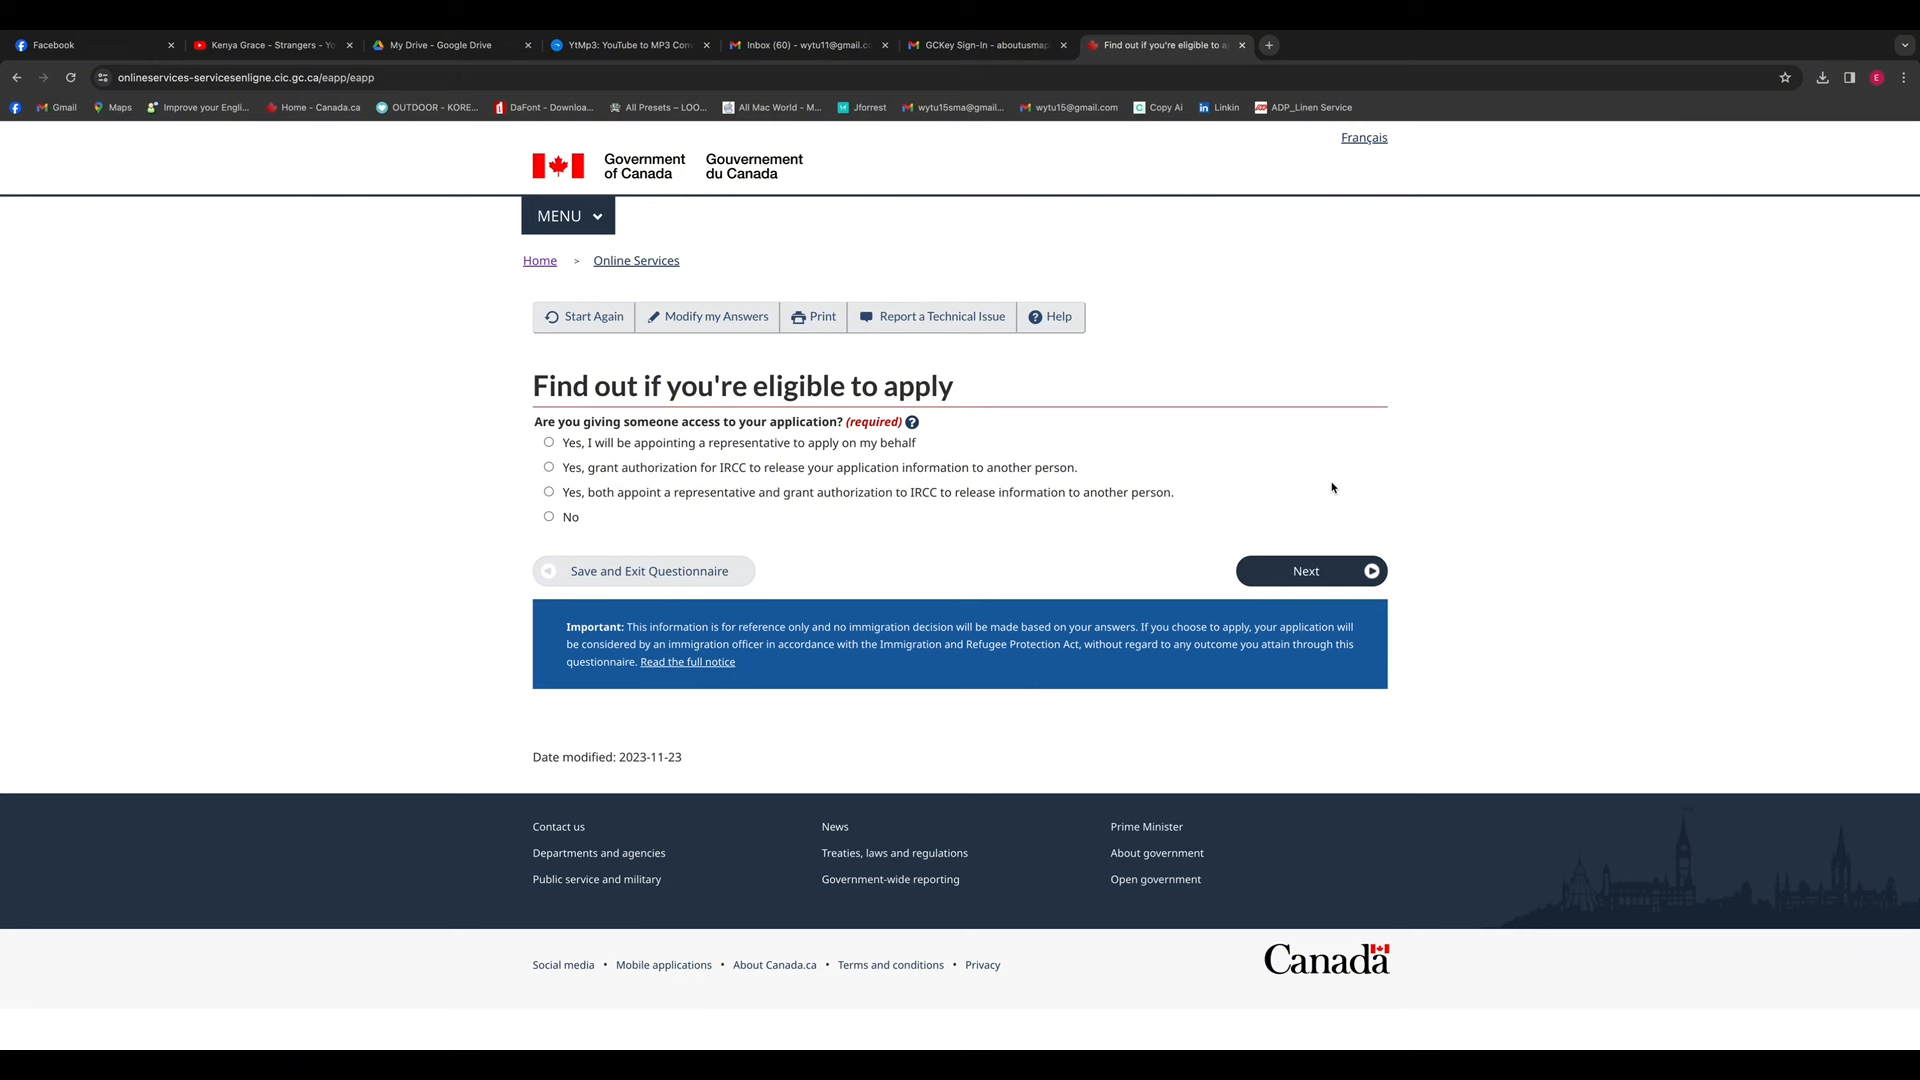 Facebook
Kenya Grace - Strangers - Yo
My Drive - Google Drive
YtMp3: YouTube to MP3 Con
Inbox (60) - wytu11@gmail.co
GCKey Sign-In - aboutusmap
Find out if you're eligible to a
onlineservices-servicesenligne.cic.gc.ca/eapp/eapp
E
Gmail
Maps
Improve your Engli...
Home - Canada.ca
OUTDOOR - KORE...
DaFont - Downloa...
All Presets – LOO...
All Mac World - M...
Jforrest
wytu15sma@gmail...
wytu15@gmail.com
Copy Ai
Linkin
ADP_Linen Service
Français
Government of Canada
Gouvernement du Canada
MENU
Home > Online Services
Start Again
Modify my Answers
Print
Report a Technical Issue
Help
Find out if you're eligible to apply
Are you giving someone access to your application? (required)
Yes, I will be appointing a representative to apply on my behalf
Yes, grant authorization for IRCC to release your application information to another person.
Yes, both appoint a representative and grant authorization to IRCC to release information to another person.
No
Save and Exit Questionnaire
Next
Important: This information is for reference only and no immigration decision will be made based on your answers. If you choose to apply, your application will
be considered by an immigration officer in accordance with the Immigration and Refugee Protection Act, without regard to any outcome you attain through this
questionnaire. Read the full notice
Date modified: 2023-11-23
Contact us
News
Prime Minister
Departments and agencies
Treaties, laws and regulations
About government
Public service and military
Government-wide reporting
Open government
Social media • Mobile applications • About Canada.ca • Terms and conditions • Privacy
Canada